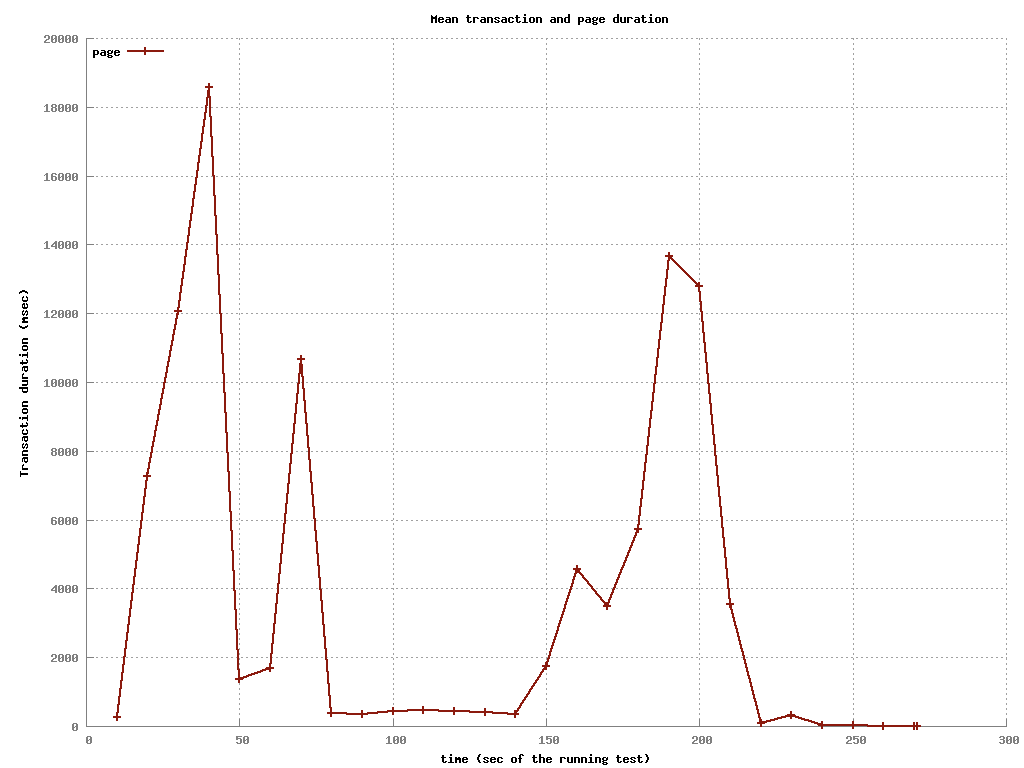 Mean transaction and page duration
page
20000
18000
16000
14000
12000
10000
8000
6000
4000
2000
0
Transaction duration (msec)
0 50 100 150 200 250 300
time (sec of the running test)